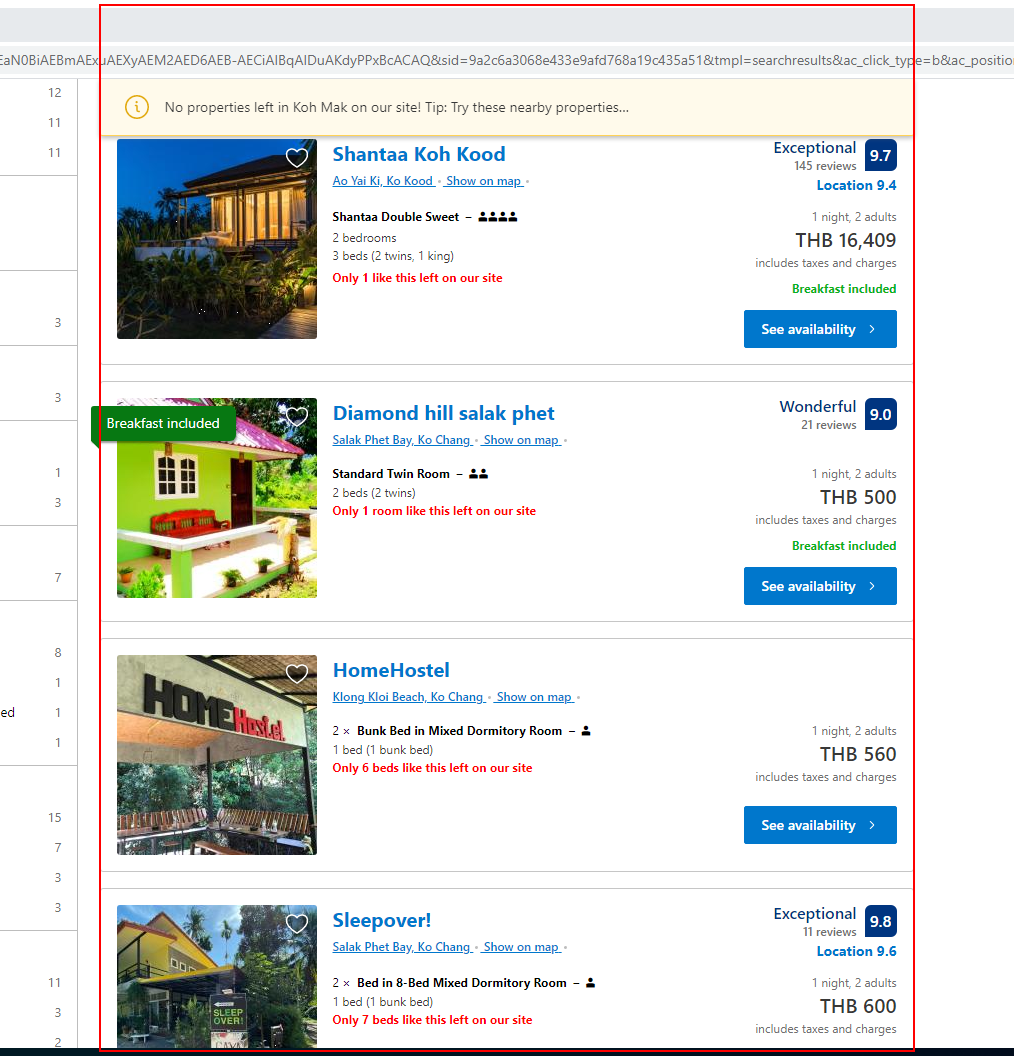 EaN0BiAEBmAExuAEXyAEM2AED6AEB-AECiAIBqAIDuAKdyPPxBcACAQ&sid=9a2c6a3068e433e9afd768a19c435a51&tmpl=searchresults&ac_click_type=b&ac_positio
12
11
11
3
3
1
3
7
8
1
ed 1
1
15
7
3
3
11
3
2
No properties left in Koh Mak on our site! Tip: Try these nearby properties...
Shantaa Koh Kood
Exceptional 9.7
145 reviews
Ao Yai Ki, Ko Kood • Show on map •
Location 9.4
Shantaa Double Sweet –
1 night, 2 adults
2 bedrooms
THB 16,409
3 beds (2 twins, 1 king)
includes taxes and charges
Only 1 like this left on our site
Breakfast included
See availability
Breakfast included
Diamond hill salak phet
Wonderful 9.0
21 reviews
Salak Phet Bay, Ko Chang • Show on map •
Standard Twin Room –
1 night, 2 adults
2 beds (2 twins)
THB 500
Only 1 room like this left on our site
includes taxes and charges
Breakfast included
See availability
HOMEHostel
HomeHostel
Klong Kloi Beach, Ko Chang • Show on map •
2 × Bunk Bed in Mixed Dormitory Room –
1 night, 2 adults
1 bed (1 bunk bed)
THB 560
Only 6 beds like this left on our site
includes taxes and charges
See availability
SLEEP
OVER!
Sleepover!
Exceptional 9.8
11 reviews
Salak Phet Bay, Ko Chang • Show on map •
Location 9.6
2 × Bed in 8-Bed Mixed Dormitory Room –
1 night, 2 adults
1 bed (1 bunk bed)
THB 600
Only 7 beds like this left on our site
includes taxes and charges